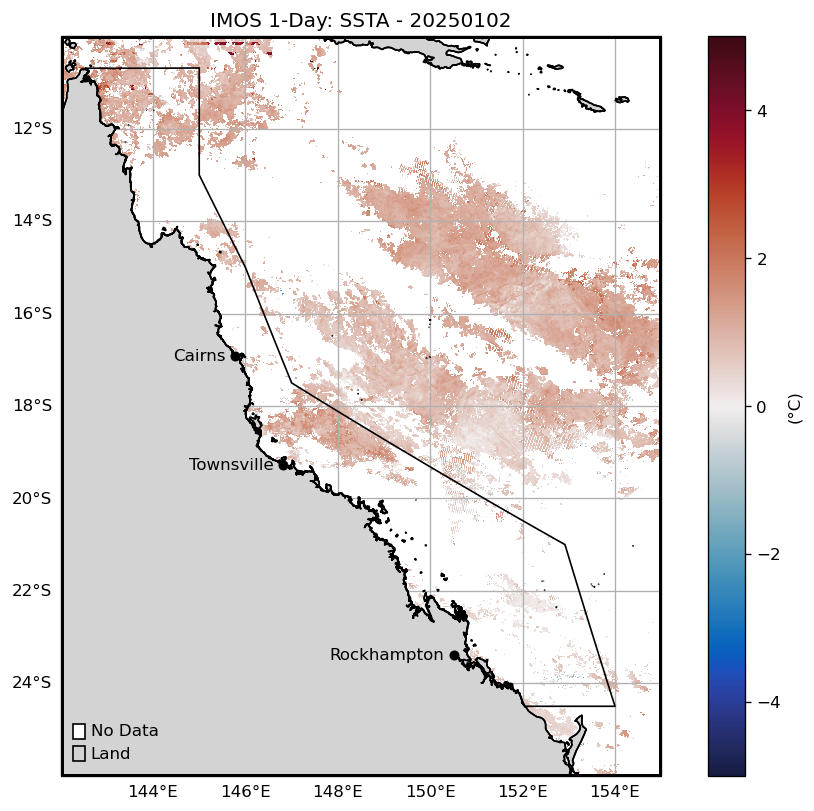 IMOS 1-Day: SSTA - 20250102
12°S
14°S
16°S
18°S
20°S
22°S
24°S
Cairns
Townsville
Rockhampton
No Data
Land
144°E 146°E 148°E 150°E 152°E 154°E
4
2
0
−2
−4
(°C)